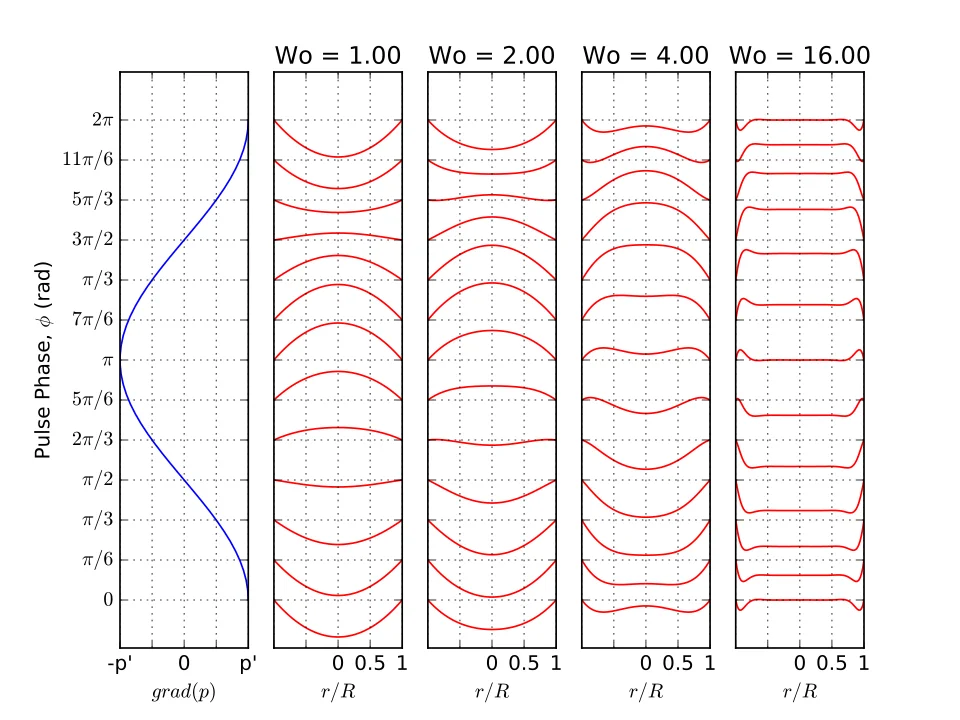 Wo = 1.00 Wo = 2.00 Wo = 4.00 Wo = 16.00
Pulse Phase, ϕ (rad)
2π
11π/6
5π/3
3π/2
π/3
7π/6
π
5π/6
2π/3
π/2
π/3
π/6
0
-p' 0 p' 0 0.5 1 0 0.5 1 0 0.5 1 0 0.5 1
grad(p) r/R r/R r/R r/R